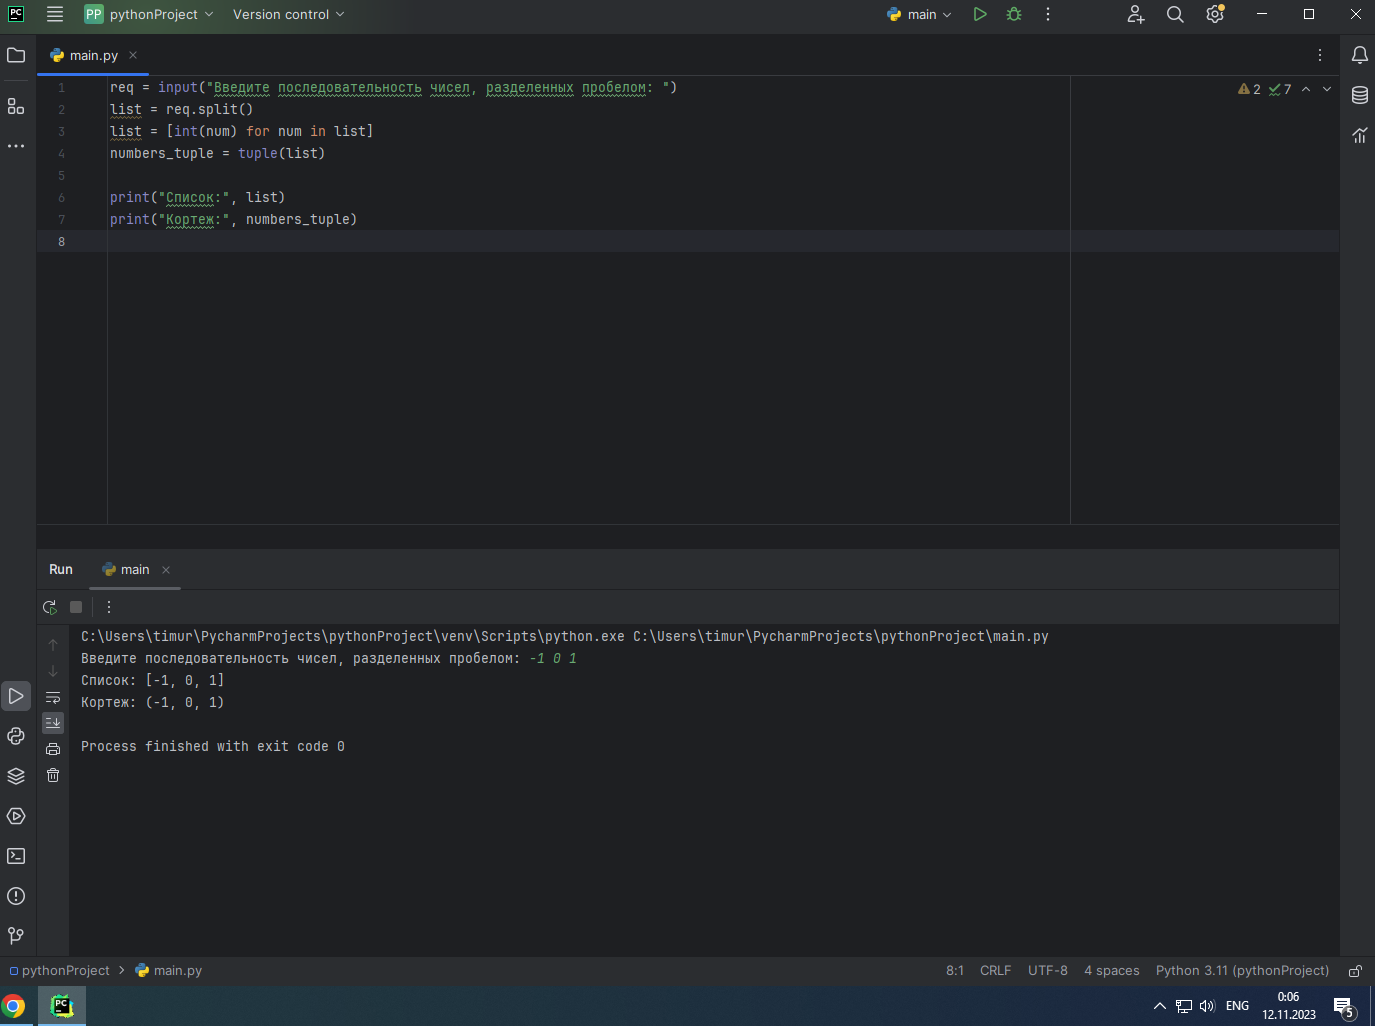 PC PP pythonProject Version control main
main.py
1 req = input("Введите последовательность чисел, разделенных пробелом: ") 2 7
2 list = req.split()
3 list = [int(num) for num in list]
4 numbers_tuple = tuple(list)
5
6 print("Список:", list)
7 print("Кортеж:", numbers_tuple)
8
Run main
C:\Users\timur\PycharmProjects\pythonProject\venv\Scripts\python.exe C:\Users\timur\PycharmProjects\pythonProject\main.py
Введите последовательность чисел, разделенных пробелом: -1 0 1
Список: [-1, 0, 1]
Кортеж: (-1, 0, 1)
Process finished with exit code 0
pythonProject main.py 8:1 CRLF UTF-8 4 spaces Python 3.11 (pythonProject)
PC ENG 0:06
12.11.2023 5